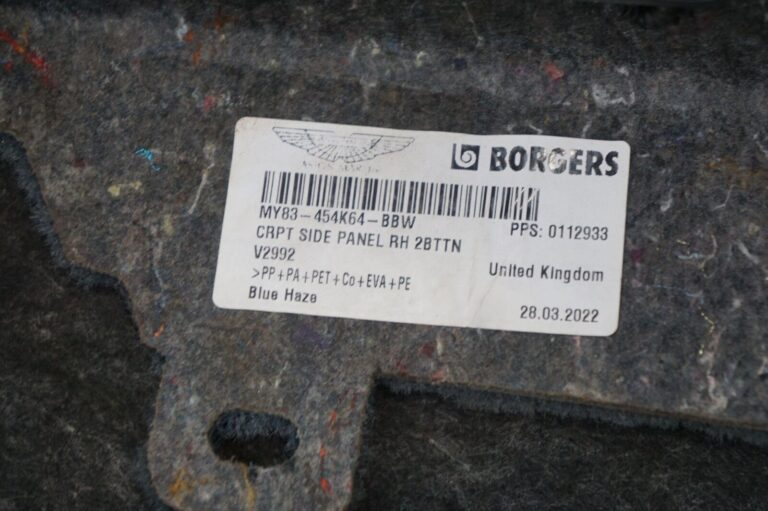 BORGERS
MY83-454K64-BBW
PPS: 0112933
CRPT SIDE PANEL RH 2BTTN
V2992
United Kingdom
>PP+PA+PET+Co+EVA+PE
Blue Haze
28.03.2022